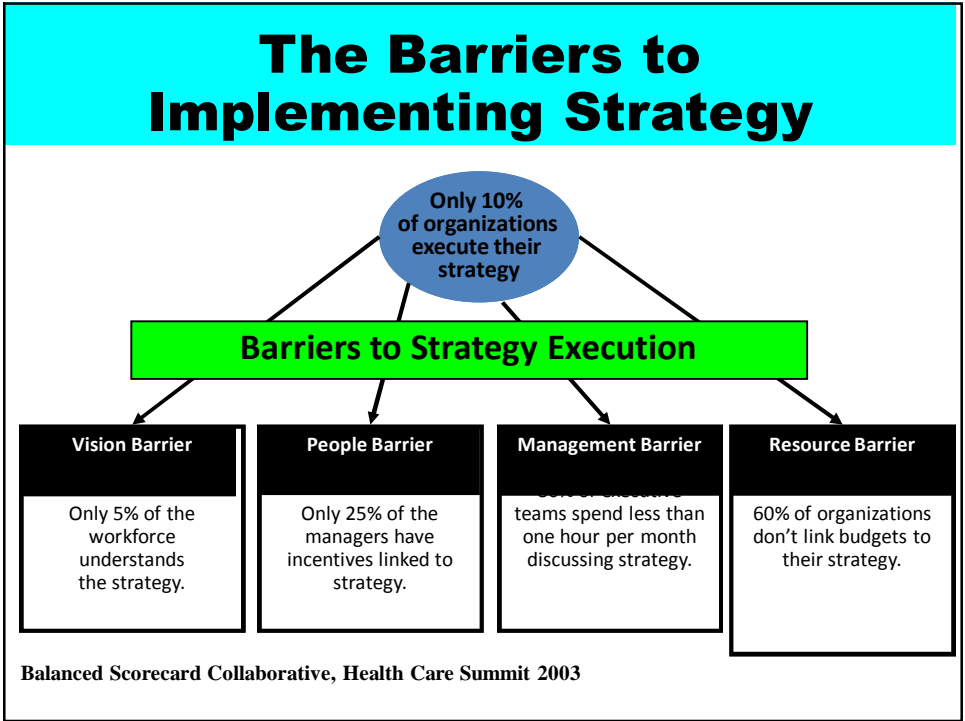 The Barriers to
Implementing Strategy
Only 10%
of organizations
execute their
strategy
Barriers to Strategy Execution
Vision Barrier
Only 5% of the
workforce
understands
the strategy.
People Barrier
Only 25% of the
managers have
incentives linked to
strategy.
Management Barrier
of executive
teams spend less than
one hour per month
discussing strategy.
Resource Barrier
60% of organizations
don’t link budgets to
their strategy.
Balanced Scorecard Collaborative, Health Care Summit 2003